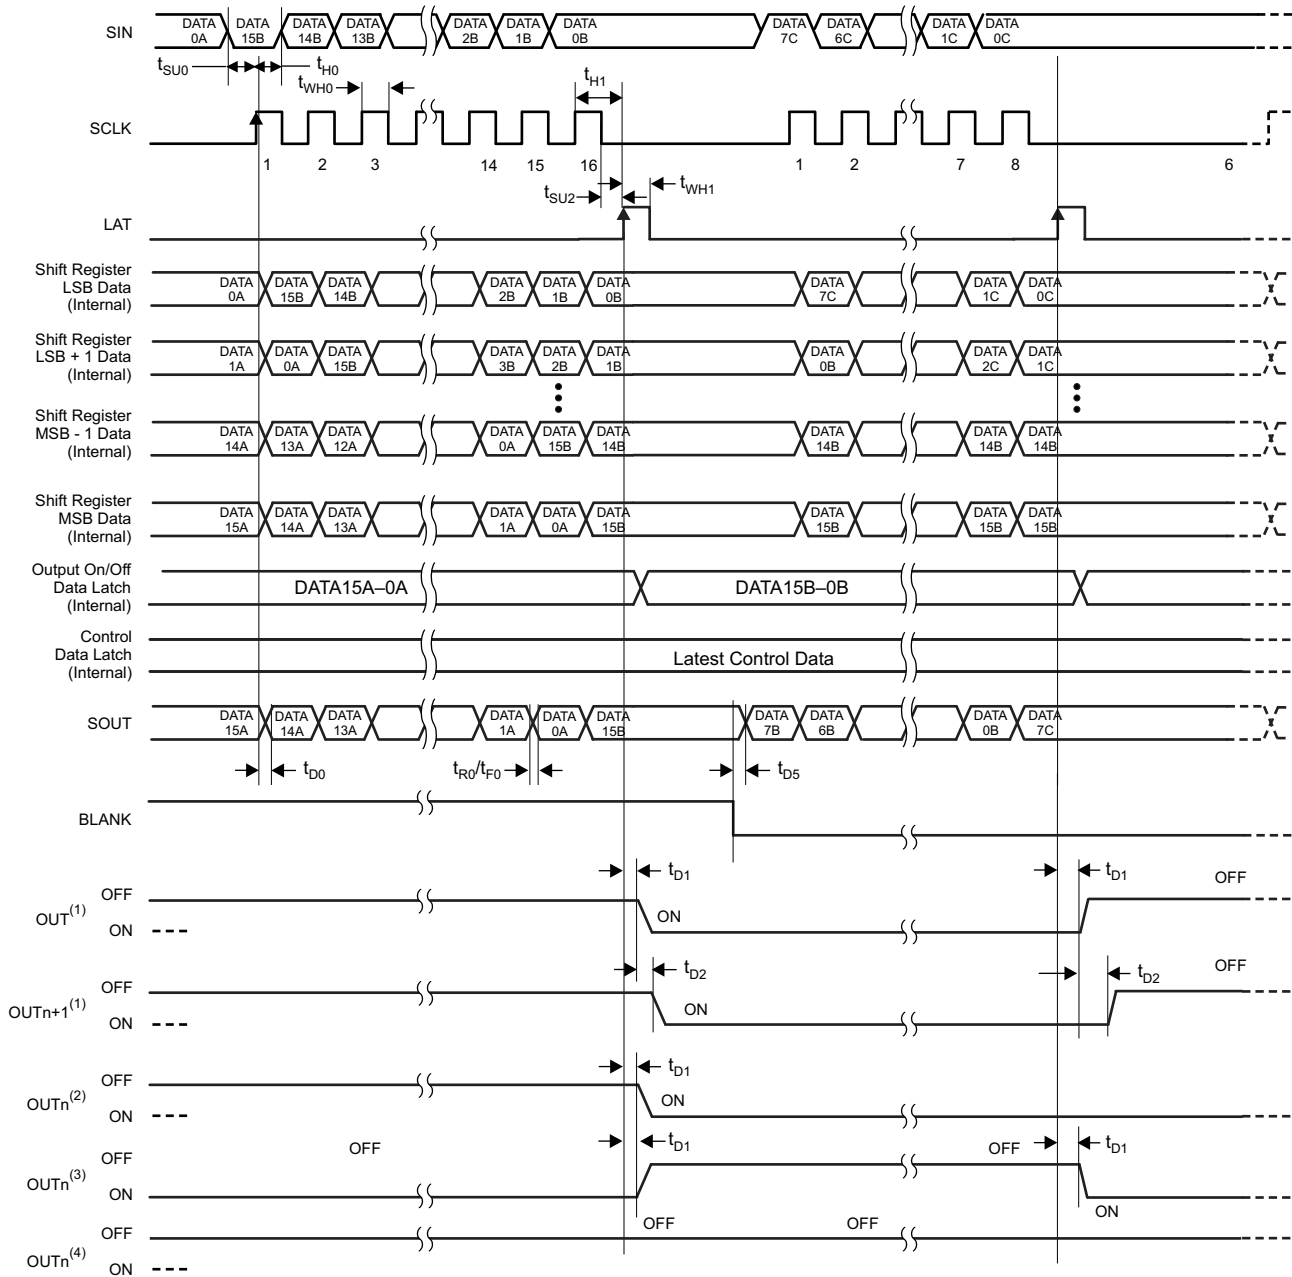 SIN
DATA 0A
DATA 15B
DATA 14B
DATA 13B
DATA 2B
DATA 1B
DATA 0B
DATA 7C
DATA 6C
DATA 1C
DATA 0C
tSU0
tH0
tWH0
tH1
SCLK
1 2 3 14 15 16 1 2 7 8 6
tSU2
tWH1
LAT
Shift Register
LSB Data
(Internal)
DATA 0A
DATA 15B
DATA 14B
DATA 2B
DATA 1B
DATA 0B
DATA 7C
DATA 1C
DATA 0C
Shift Register
LSB + 1 Data
(Internal)
DATA 1A
DATA 0A
DATA 15B
DATA 3B
DATA 2B
DATA 1B
DATA 0B
DATA 2C
DATA 1C
Shift Register
MSB - 1 Data
(Internal)
DATA 14A
DATA 13A
DATA 12A
DATA 0A
DATA 15B
DATA 14B
DATA 14B
DATA 14B
DATA 14B
Shift Register
MSB Data
(Internal)
DATA 15A
DATA 14A
DATA 13A
DATA 1A
DATA 0A
DATA 15B
DATA 15B
DATA 15B
DATA 15B
Output On/Off
Data Latch
(Internal)
DATA15A–0A
DATA15B–0B
Control
Data Latch
(Internal)
Latest Control Data
SOUT
DATA 15A
DATA 14A
DATA 13A
DATA 1A
DATA 0A
DATA 15B
DATA 7B
DATA 6B
DATA 0B
DATA 7C
tD0
tR0/tF0
tD5
BLANK
tD1
tD1
OFF
OUT(1)
ON
ON
OFF
tD2
tD2
OFF
OUTn+1(1)
ON
ON
OFF
tD1
OFF
OUTn(2)
ON
ON
tD1
tD1
OFF
OUTn(3)
ON
OFF
OFF
ON
OFF
OUTn(4)
ON
OFF
OFF